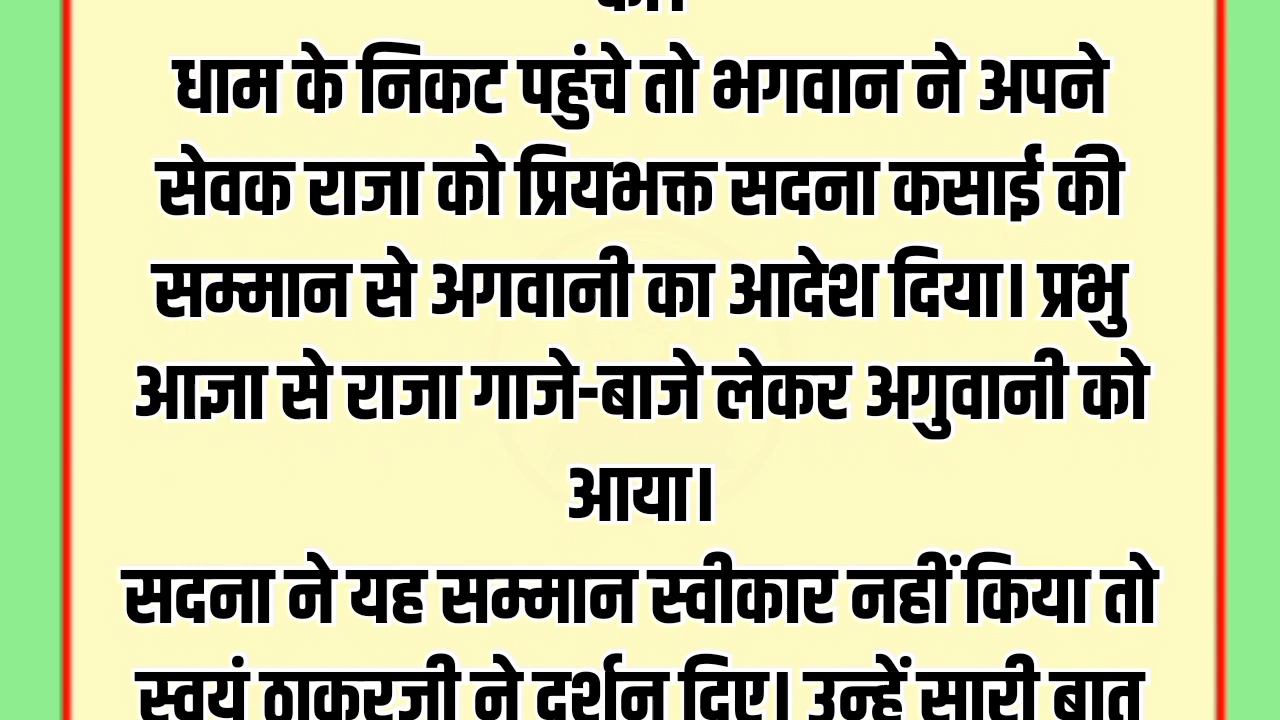 धाम के निकट पहुंचे तो भगवान ने अपने
सेवक राजा को प्रियभक्त सदना कसाई की
सम्मान से अगवानी का आदेश दिया। प्रभु
आज्ञा से राजा गाजे-बाजे लेकर अगुवानी को
आया।
सदना ने यह सम्मान स्वीकार नहीं किया तो
स्वयं ठाकुरजी ने दर्शन दिए। उन्हें सारी बात